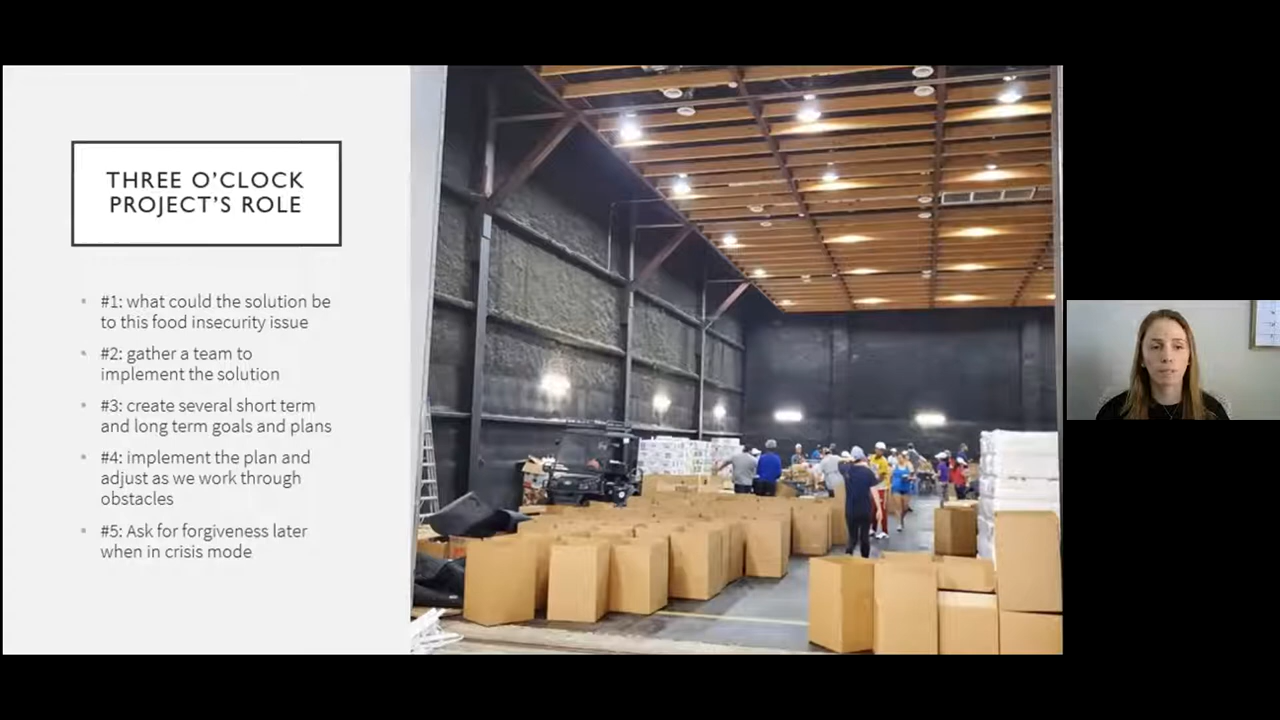 THREE O'CLOCK
PROJECT'S ROLE
#1: what could the solution be
to this food insecurity issue
#2: gather a team to
implement the solution
#3: create several short term
and long term goals and plans
#4: implement the plan and
adjust as we work through
obstacles
#5: Ask for forgiveness later
when in crisis mode